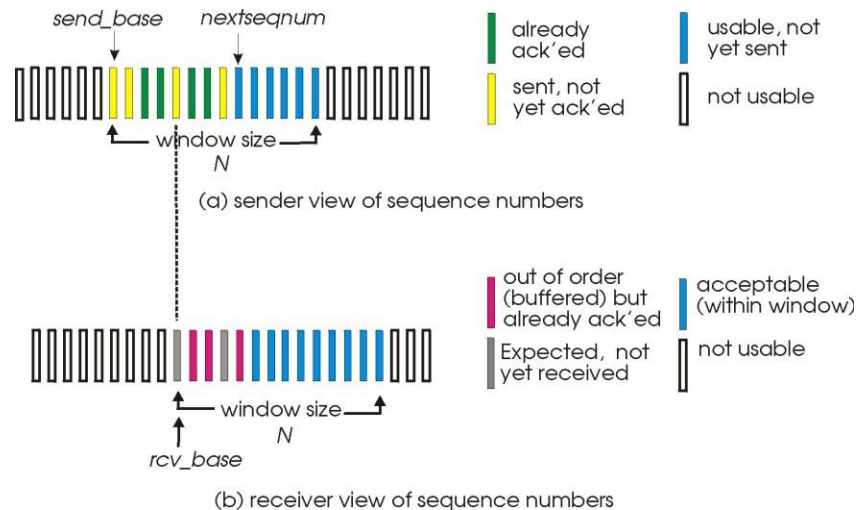 send_base nextseqnum
already
ack'ed
usable, not
yet sent
sent, not
yet ack'ed
not usable
window size
N
(a) sender view of sequence numbers
out of order
(buffered) but
already ack'ed
acceptable
(within window)
Expected, not
yet received
not usable
window size
N
rcv_base
(b) receiver view of sequence numbers